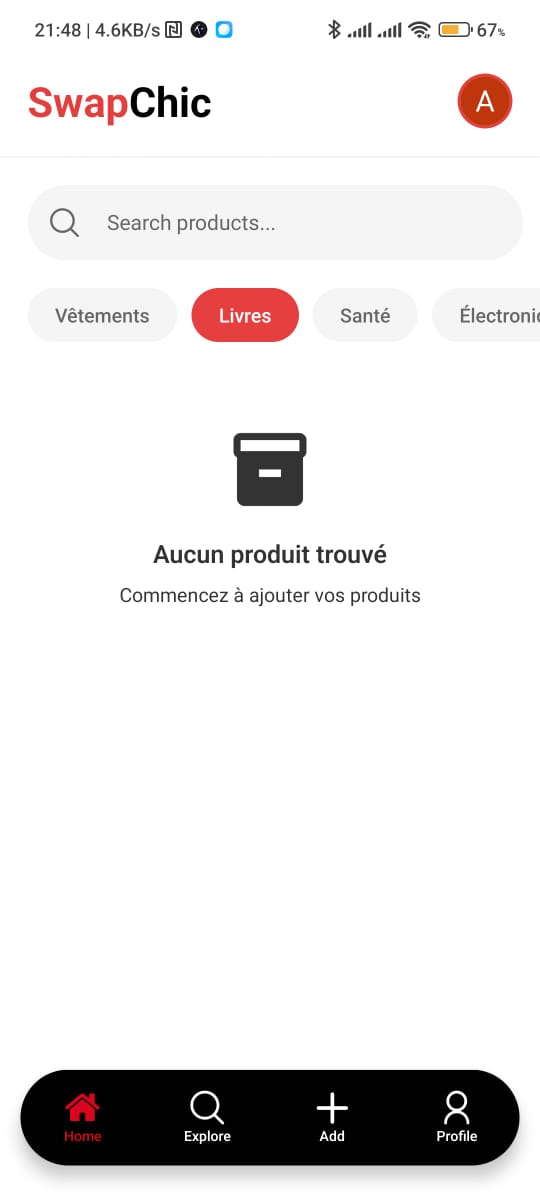 21:48 | 4.6KB/s 67%
SwapChic A
Search products...
Vêtements Livres Santé
Aucun produit trouvé
Commencez à ajouter vos produits
Home Explore Add Profile